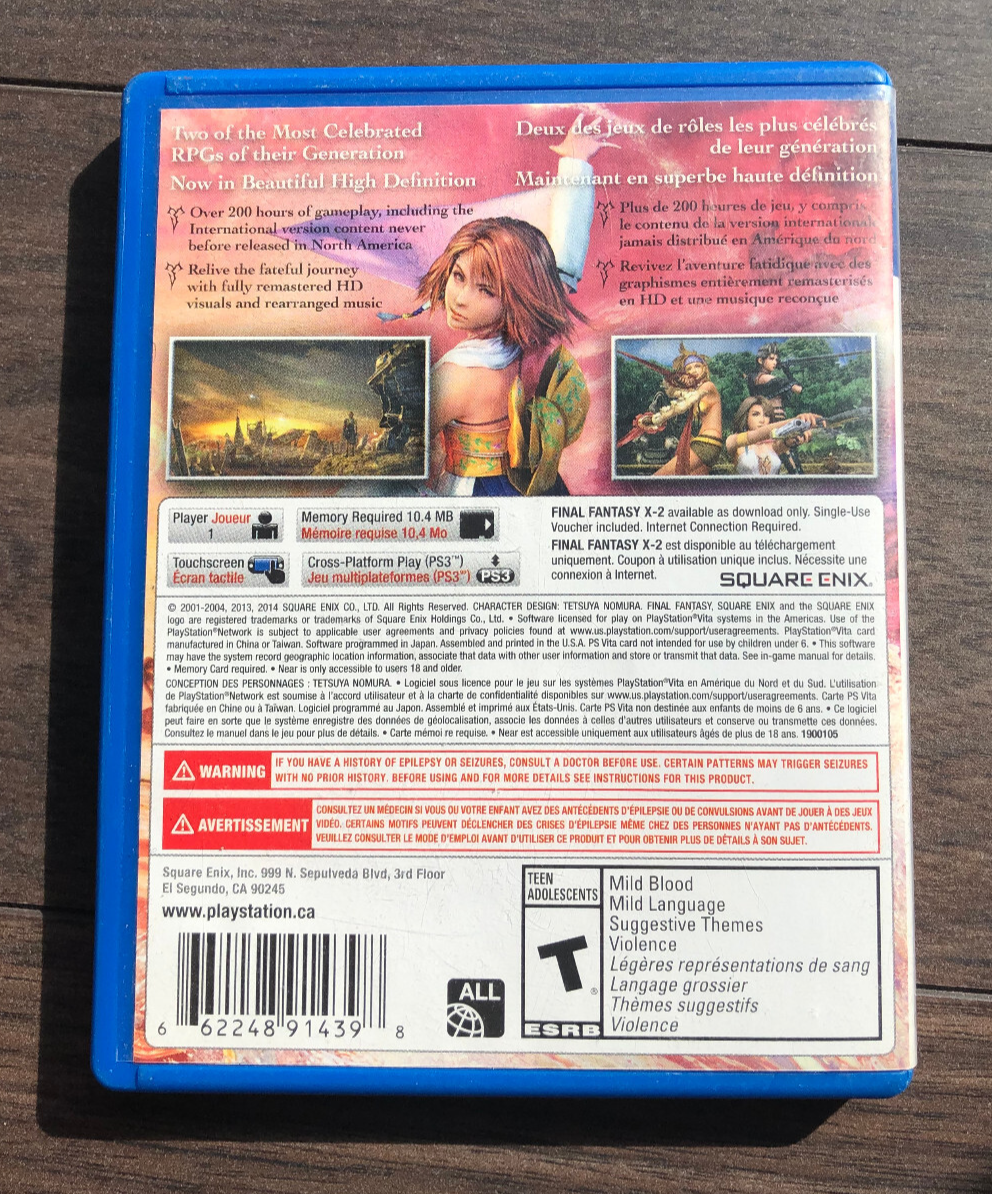 Two of the Most Celebrated
RPGs of their Generation
Now in Beautiful High Definition
Over 200 hours of gameplay, including the
International version content never
before released in North America
Relive the fateful journey
with fully remastered HD
visuals and rearranged music
Deux des jeux de rôles les plus célébrés
de leur génération
Maintenant en superbe haute définition
Plus de 200 heures de jeu, y compris
le contenu de la version internationale
jamais distribué en Amérique du nord
Revivez l'aventure fatidique avec des
graphismes entièrement remasterisés
en HD et une musique reconçue
Player Joueur
1
Memory Required 10.4 MB
Mémoire requise 10,4 Mo
Touchscreen
Écran tactile
Cross-Platform Play (PS3™)
Jeu multiplateformes (PS3™)
PS3
FINAL FANTASY X-2 available as download only. Single-Use
Voucher included. Internet Connection Required.
FINAL FANTASY X-2 est disponible au téléchargement
uniquement. Coupon à utilisation unique inclus. Nécessite une
connexion à Internet.
SQUARE ENIX.
© 2001-2004, 2013, 2014 SQUARE ENIX CO., LTD. All Rights Reserved. CHARACTER DESIGN: TETSUYA NOMURA. FINAL FANTASY, SQUARE ENIX and the SQUARE ENIX
logo are registered trademarks or trademarks of Square Enix Holdings Co., Ltd. • Software licensed for play on PlayStation®Vita systems in the Americas. Use of the
PlayStation®Network is subject to applicable user agreements and privacy policies found at www.us.playstation.com/support/useragreements. PlayStation®Vita card
manufactured in China or Taiwan. Software programmed in Japan. Assembled and printed in the U.S.A. PS Vita card not intended for use by children under 6. • This software
may have the system record geographic location information, associate that data with other user information and store or transmit that data. See in-game manual for details.
• Memory Card required. • Near is only accessible to users 18 and older.
CONCEPTION DES PERSONNAGES : TETSUYA NOMURA. • Logiciel sous licence pour le jeu sur les systèmes PlayStation®Vita en Amérique du Nord et du Sud. L'utilisation
de PlayStation®Network est soumise à l'accord utilisateur et à la charte de confidentialité disponibles sur www.us.playstation.com/support/useragreements. Carte PS Vita
fabriquée en Chine ou à Taïwan. Logiciel programmé au Japon. Assemblé et imprimé aux États-Unis. Carte PS Vita non destinée aux enfants de moins de 6 ans. • Ce logiciel
peut faire en sorte que le système enregistre des données de géolocalisation, associe les données à celles d'autres utilisateurs et conserve ou transmette ces données.
Consultez le manuel dans le jeu pour plus de détails. • Carte mémoi re requise. • Near est accessible uniquement aux utilisateurs âgés de plus de 18 ans. 1900105
WARNING
IF YOU HAVE A HISTORY OF EPILEPSY OR SEIZURES, CONSULT A DOCTOR BEFORE USE. CERTAIN PATTERNS MAY TRIGGER SEIZURES
WITH NO PRIOR HISTORY. BEFORE USING AND FOR MORE DETAILS SEE INSTRUCTIONS FOR THIS PRODUCT.
AVERTISSEMENT
CONSULTEZ UN MÉDECIN SI VOUS OU VOTRE ENFANT AVEZ DES ANTÉCÉDENTS D'ÉPILEPSIE OU DE CONVULSIONS AVANT DE JOUER À DES JEUX
VIDÉO. CERTAINS MOTIFS PEUVENT DÉCLENCHER DES CRISES D'ÉPILEPSIE MÊME CHEZ DES PERSONNES N'AYANT PAS D'ANTÉCÉDENTS.
VEUILLEZ CONSULTER LE MODE D'EMPLOI AVANT D'UTILISER CE PRODUIT ET POUR OBTENIR PLUS DE DÉTAILS À SON SUJET.
Square Enix, Inc. 999 N. Sepulveda Blvd, 3rd Floor
El Segundo, CA 90245
www.playstation.ca
6 62248 91439 8
ALL
TEEN
ADOLESCENTS
T ®
ESRB
Mild Blood
Mild Language
Suggestive Themes
Violence
Légères représentations de sang
Langage grossier
Thèmes suggestifs
Violence